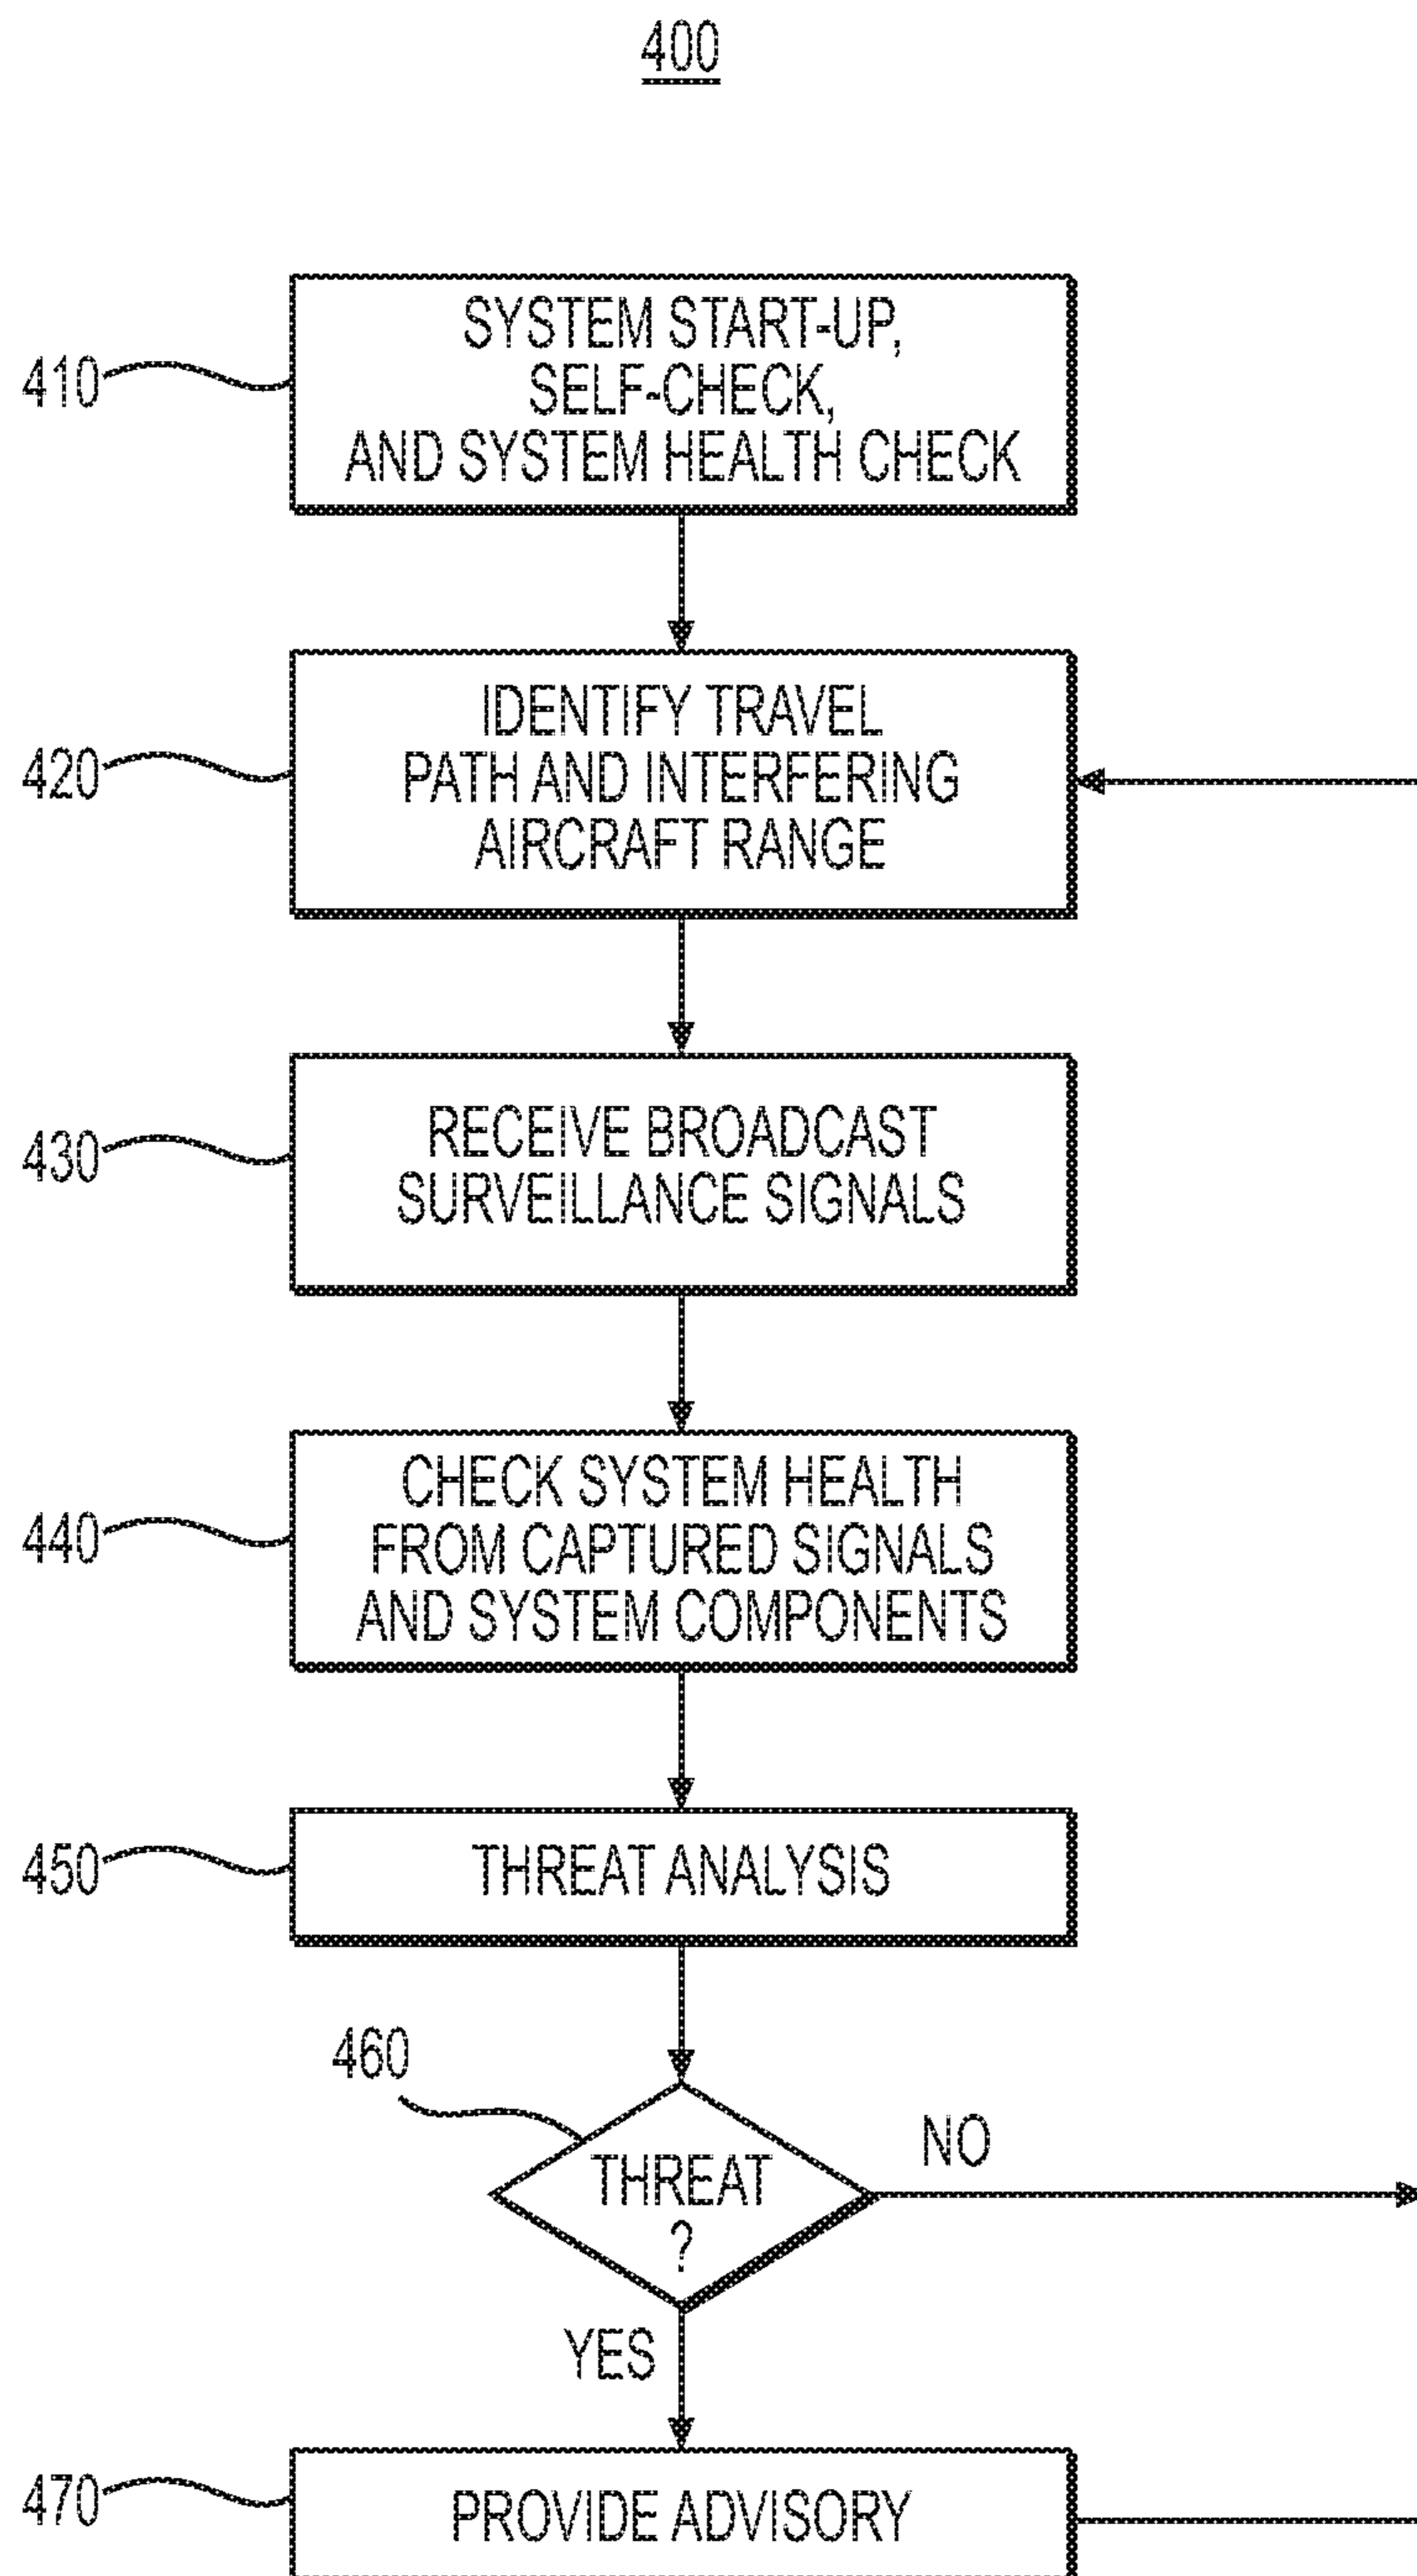 400
410
SYSTEM START-UP,
SELF-CHECK,
AND SYSTEM HEALTH CHECK
420
IDENTIFY TRAVEL
PATH AND INTERFERING
AIRCRAFT RANGE
430
RECEIVE BROADCAST
SURVEILLANCE SIGNALS
440
CHECK SYSTEM HEALTH
FROM CAPTURED SIGNALS
AND SYSTEM COMPONENTS
450
THREAT ANALYSIS
460
THREAT
?
NO
YES
470
PROVIDE ADVISORY